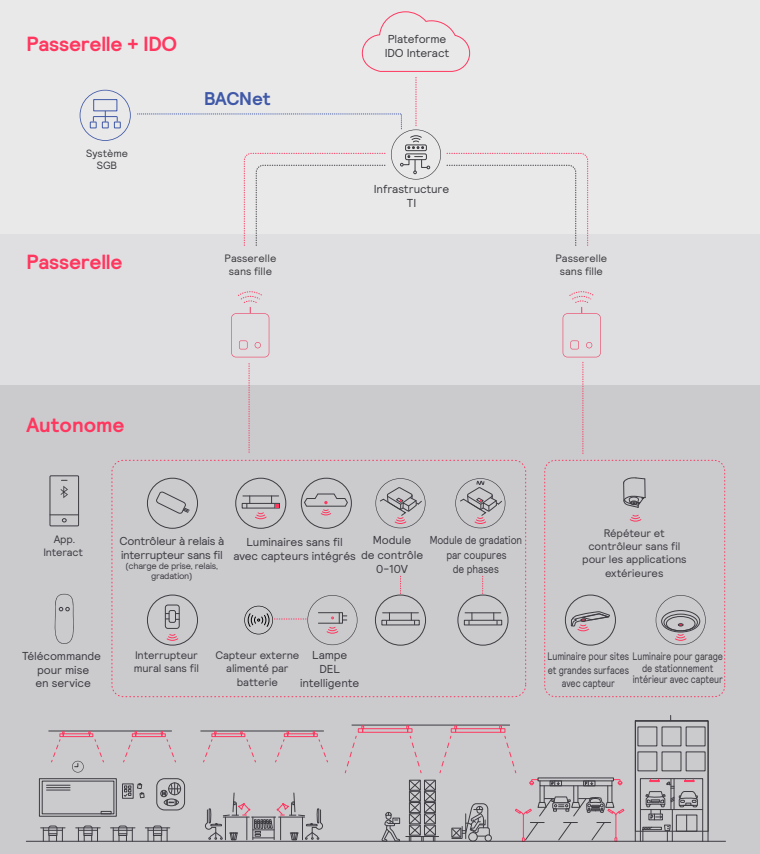 Passerelle + IDO
Plateforme
IDO Interact
BACNet
Système
SGB
Infrastructure
TI
Passerelle
Passerelle
sans fille
Passerelle
sans fille
Autonome
App.
Interact
Contrôleur à relais à
interrupteur sans fil
(charge de prise, relais,
gradation)
Luminaires sans fil
avec capteurs intégrés
Module
de contrôle
0-10V
Module de gradation
par coupures
de phases
Répéteur et
contrôleur sans fil
pour les applications
extérieures
Télécommande
pour mise
en service
Interrupteur
mural sans fil
Capteur externe
alimenté par
batterie
Lampe
DEL
intelligente
Luminaire pour sites
et grandes surfaces
avec capteur
Luminaire pour garage
de stationnement
intérieur avec capteur